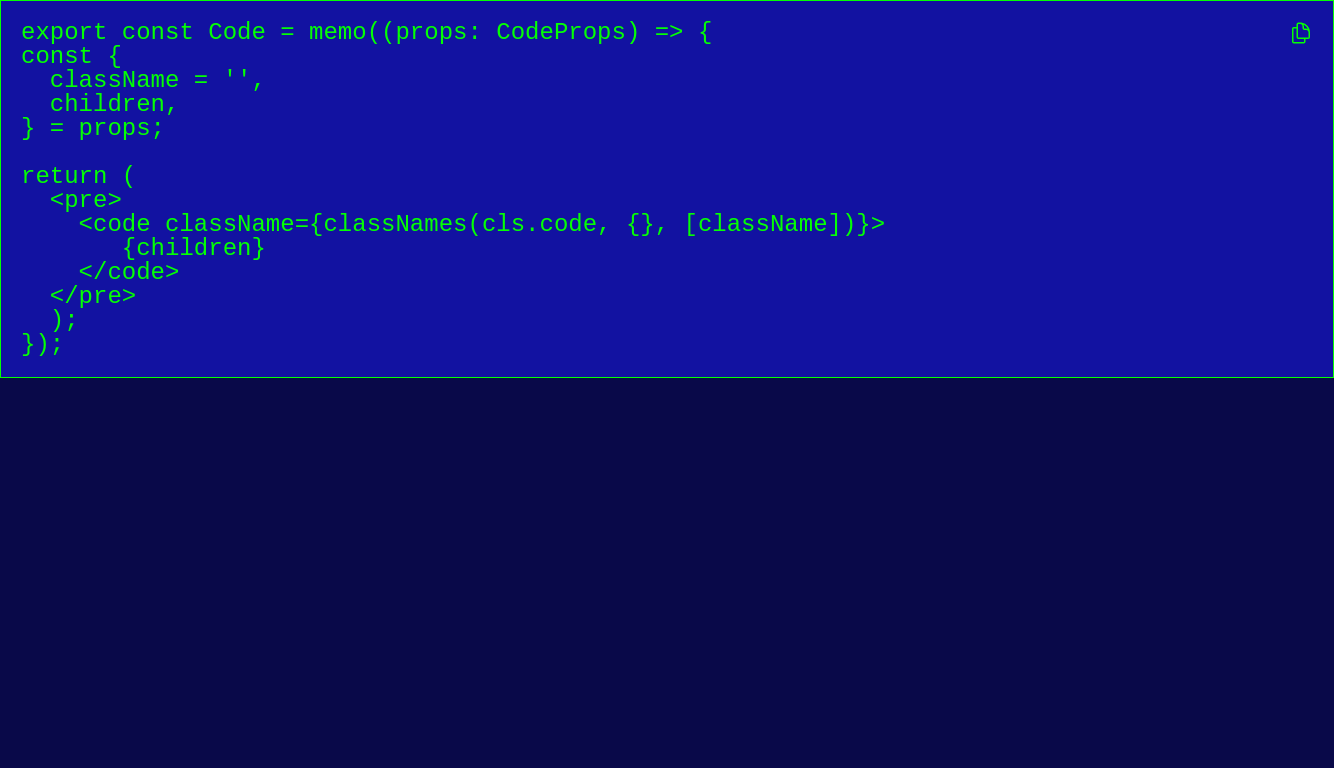 export const Code = memo((props: CodeProps) => {
const {
  className = '',
  children,
} = props;

return (
  <pre>
    <code className={classNames(cls.code, {}, [className])}>
       {children}
    </code>
  </pre>
  );
});